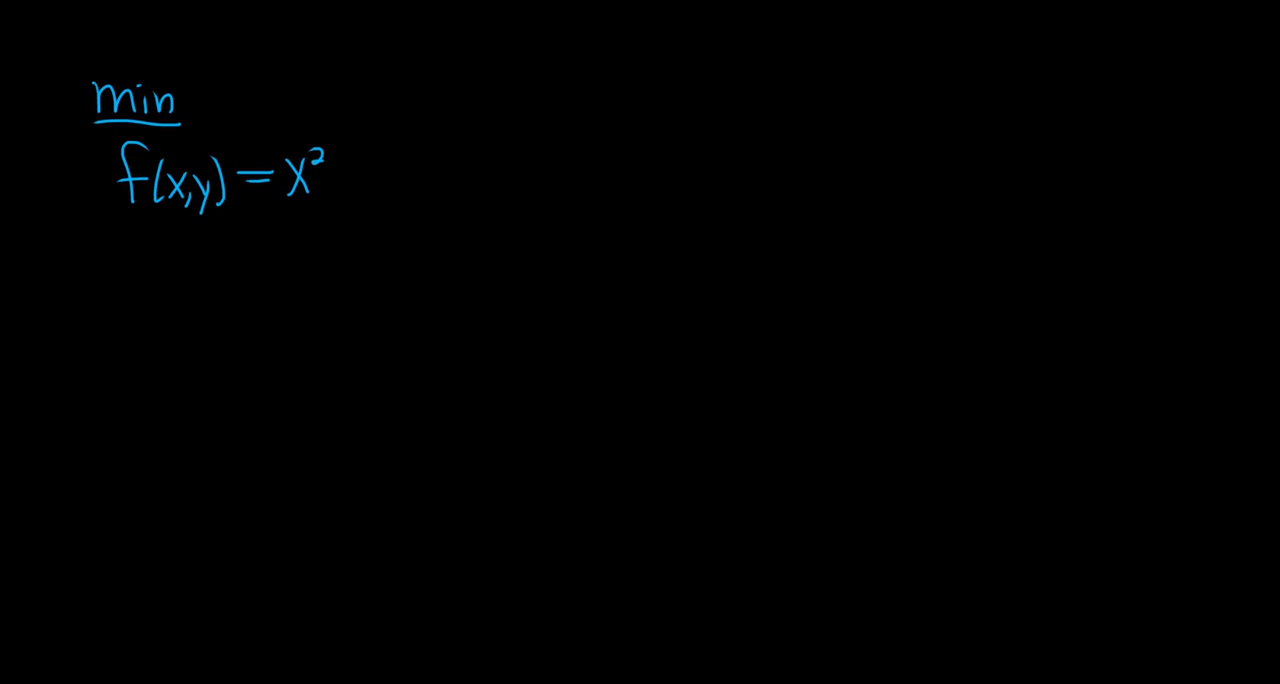 min
f(x,y) = x²